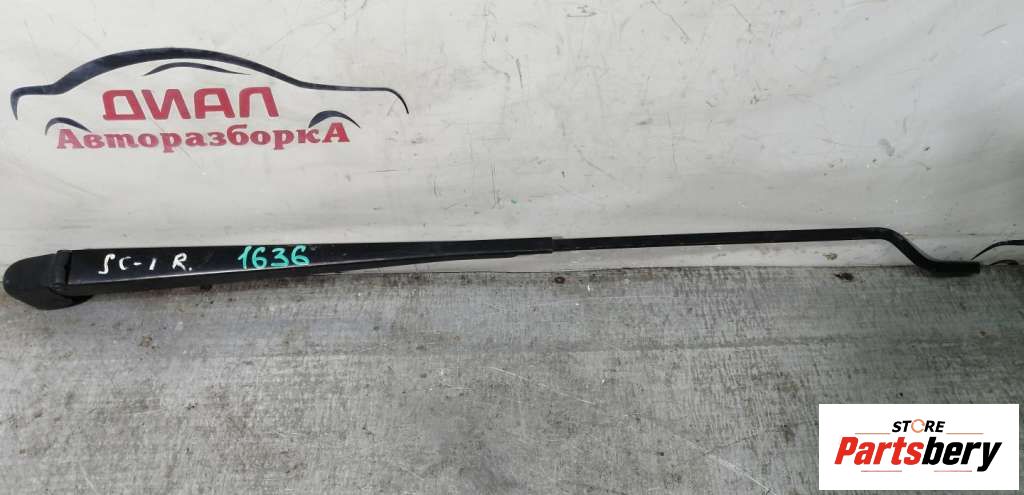 ДИАЛ
АвторазборкА
SC-1 R. 1636
STORE
Partsbery